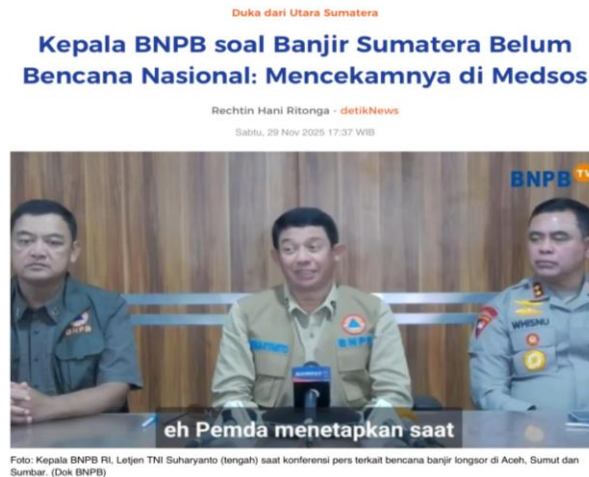 Duka dari Utara Sumatera
Kepala BNPB soal Banjir Sumatera Belum
Bencana Nasional: Mencekamnya di Medsos
Rechtin Hani Ritonga - detikNews
Sabtu, 29 Nov 2025 17:37 WIB
BNPB TV
BNPB
SUHARYANTO
BNPB
WHISNU
eh Pemda menetapkan saat
Foto: Kepala BNPB RI, Letjen TNI Suharyanto (tengah) saat konferensi pers terkait bencana banjir longsor di Aceh, Sumut dan
Sumbar. (Dok BNPB)